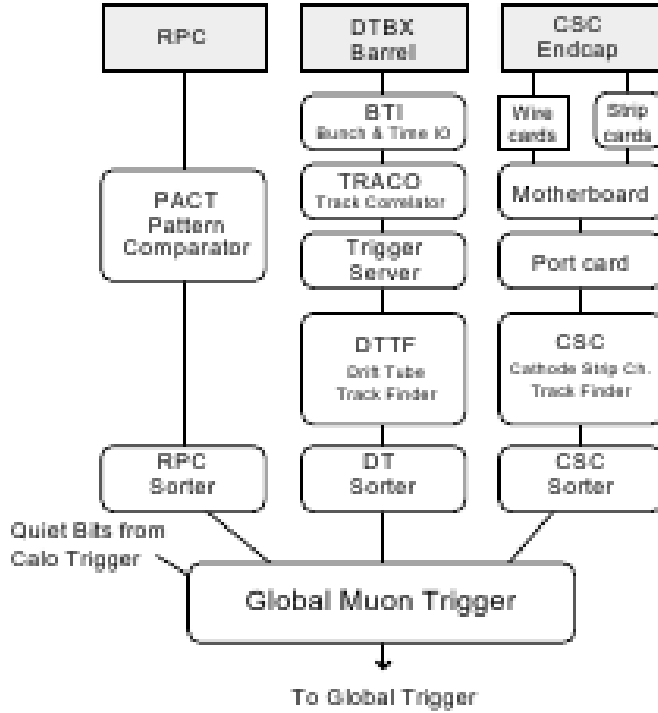 RPC
DTBX
Barrel
CSC
Endcap
BTI
Bunch & Time ID
Wire
cards
Strip
cards
PACT
Pattern
Comparator
TRACO
Track Correlator
Motherboard
Trigger
Server
Port card
DTTF
Drift Tube
Track Finder
CSC
Cathode Strip Ch.
Track Finder
RPC
Sorter
DT
Sorter
CSC
Sorter
Quiet Bits from
Calo Trigger
Global Muon Trigger
To Global Trigger